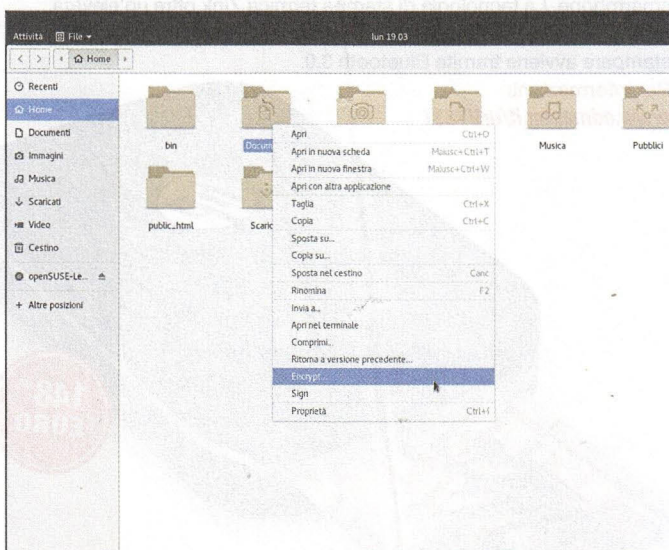 Attività File
lun 19.03
Home
Recenti
Home
Documenti
Immagini
Musica
Scaricati
Video
Cestino
openSUSE-Le...
Altre posizioni
bin
Docum
Musica
Pubblici
public_html
Scaric
Apri Ctrl+O
Apri in nuova scheda Maiusc+Ctrl+T
Apri in nuova finestra Maiusc+Ctrl+W
Apri con altra applicazione
Taglia Ctrl+X
Copia Ctrl+C
Sposta su...
Copia su...
Sposta nel cestino Canc
Rinomina F2
Invia a...
Apri nel terminale
Comprimi...
Ritorna a versione precedente...
Encrypt...
Sign
Proprietà Ctrl+I